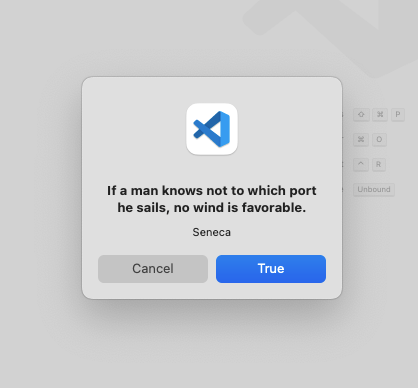 If a man knows not to which port
he sails, no wind is favorable.
Seneca
Cancel
True
⌘ P
⌘ O
^ R
Unbound